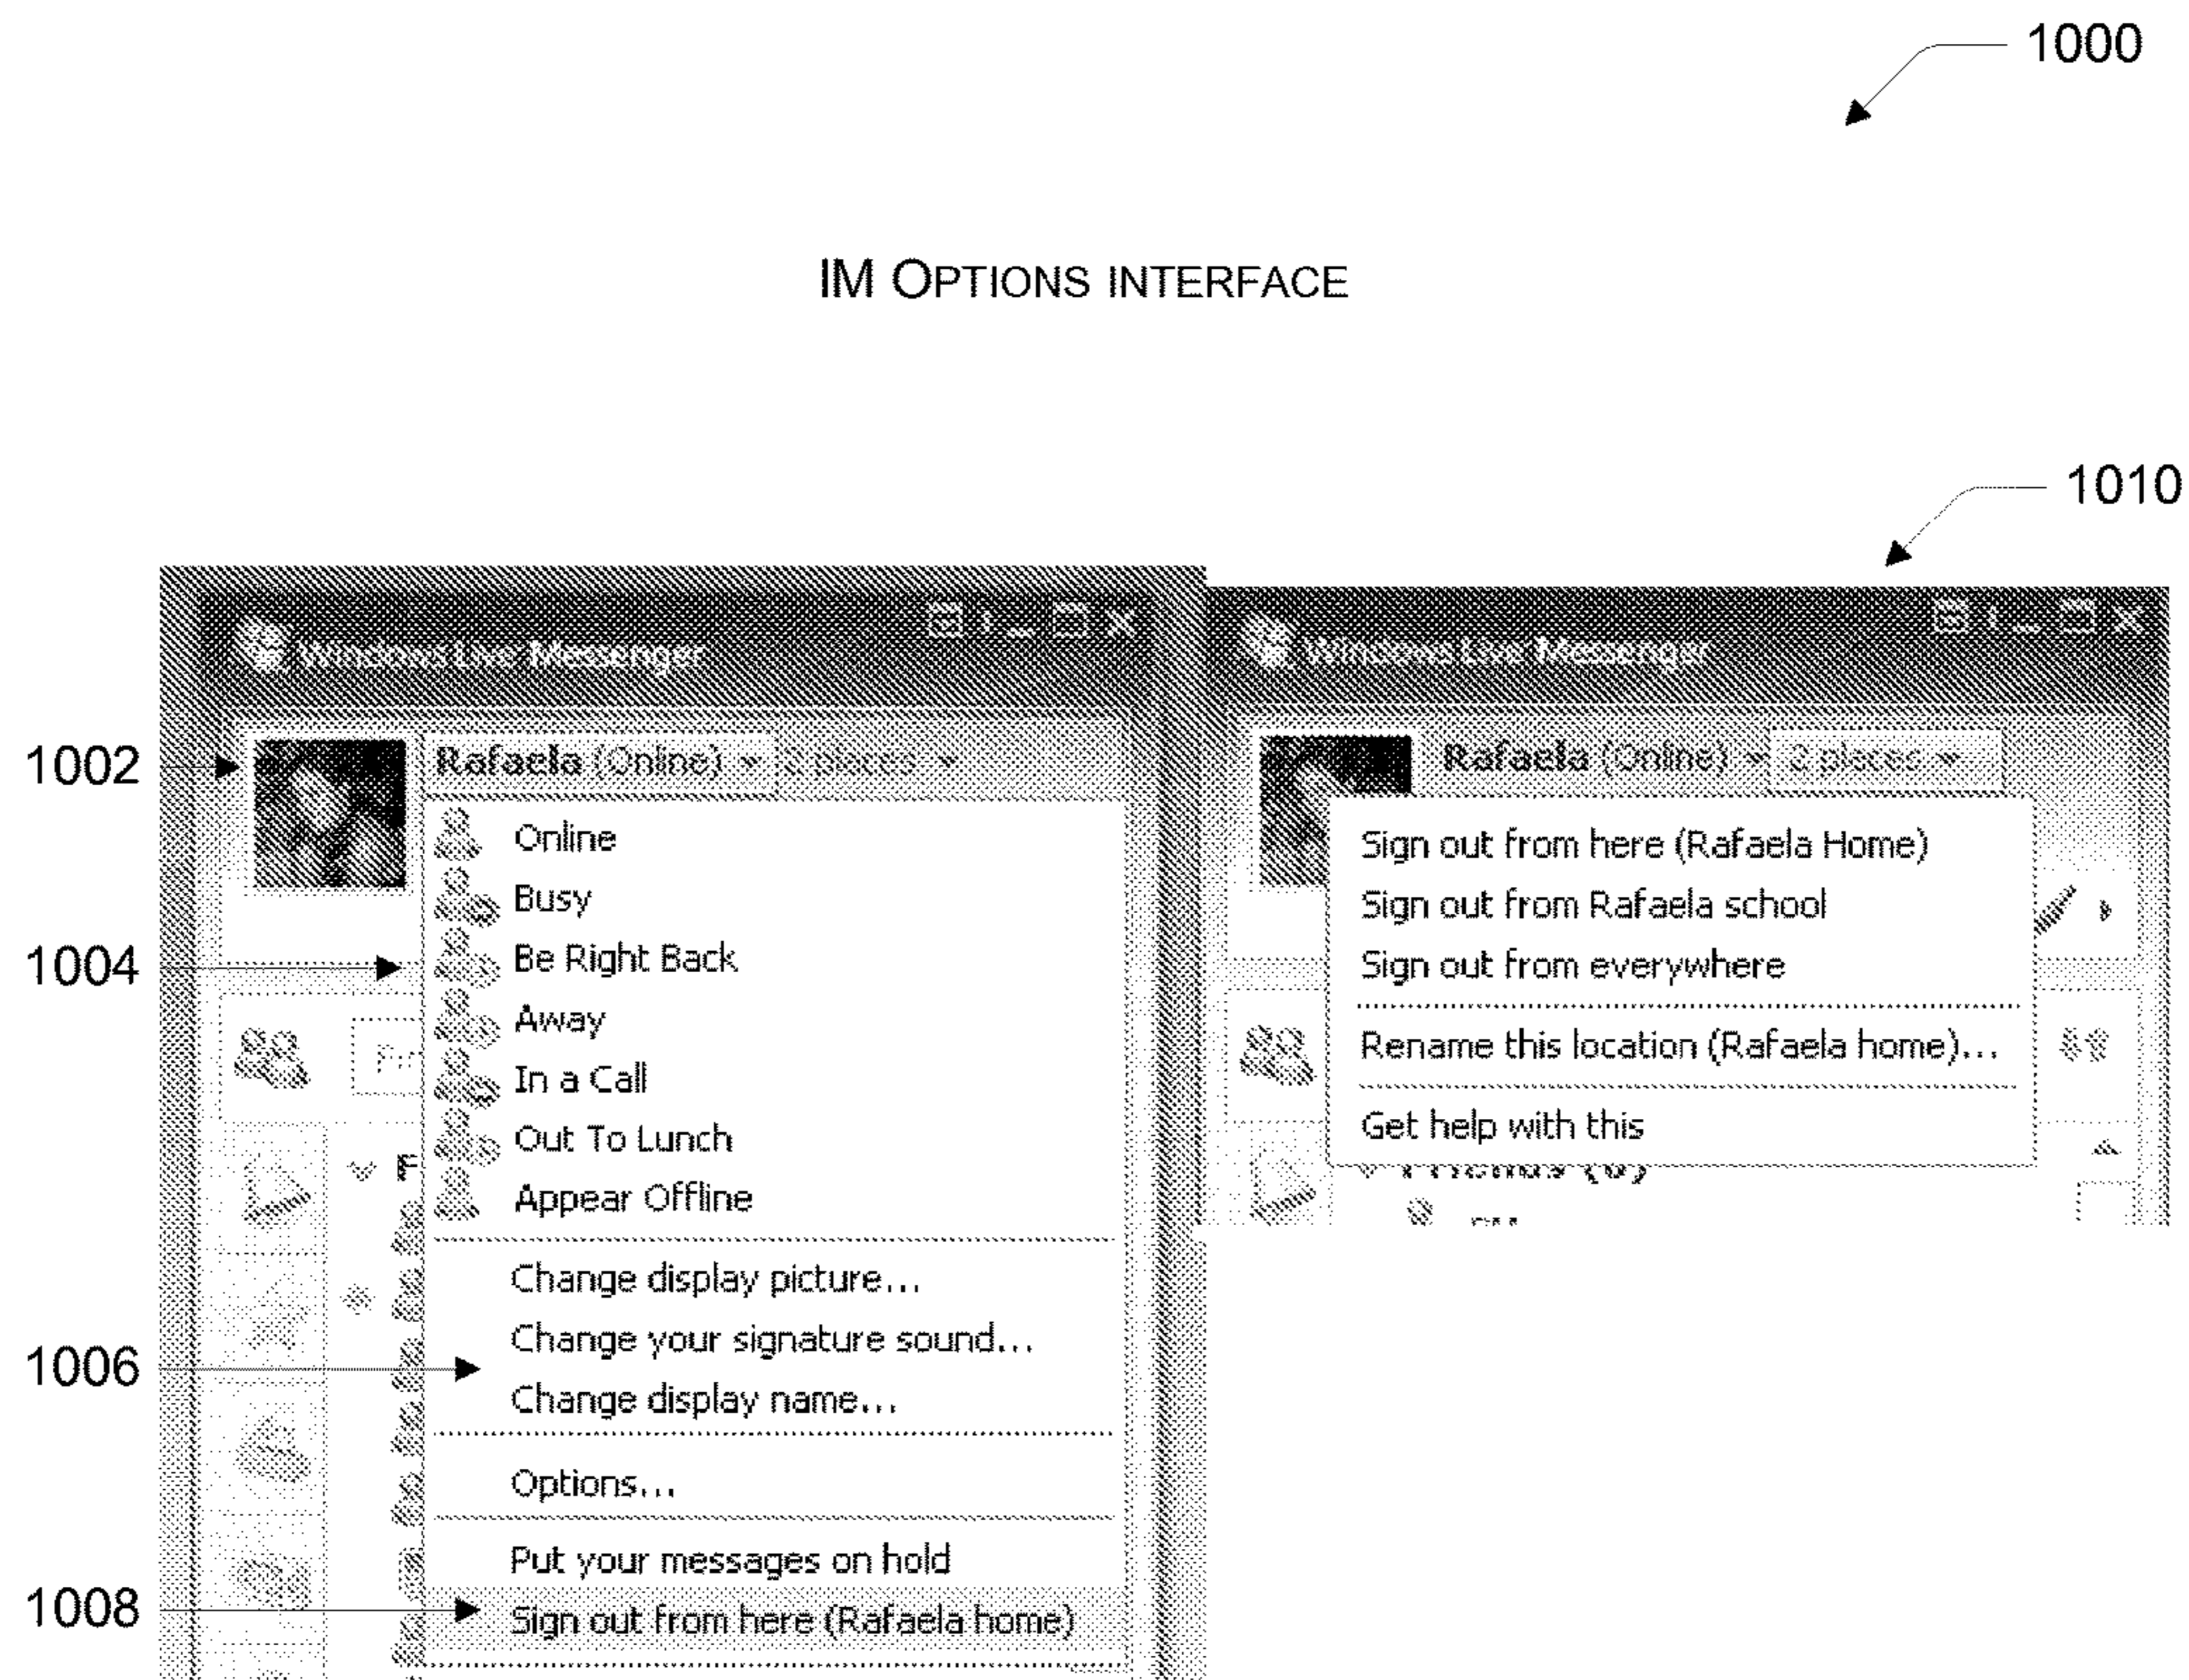 1000
IM OPTIONS INTERFACE
1010
Windows Live Messenger
1002
Rafaela (Online) 2 places
Online
Busy
1004
Be Right Back
Away
In a Call
Out To Lunch
F
Appear Offline
Change display picture...
Change your signature sound...
1006
Change display name...
Options...
Put your messages on hold
1008
Sign out from here (Rafaela home)
Windows Live Messenger
Rafaela (Online) 2 places
Sign out from here (Rafaela Home)
Sign out from Rafaela school
Sign out from everywhere
Rename this location (Rafaela home)...
Get help with this